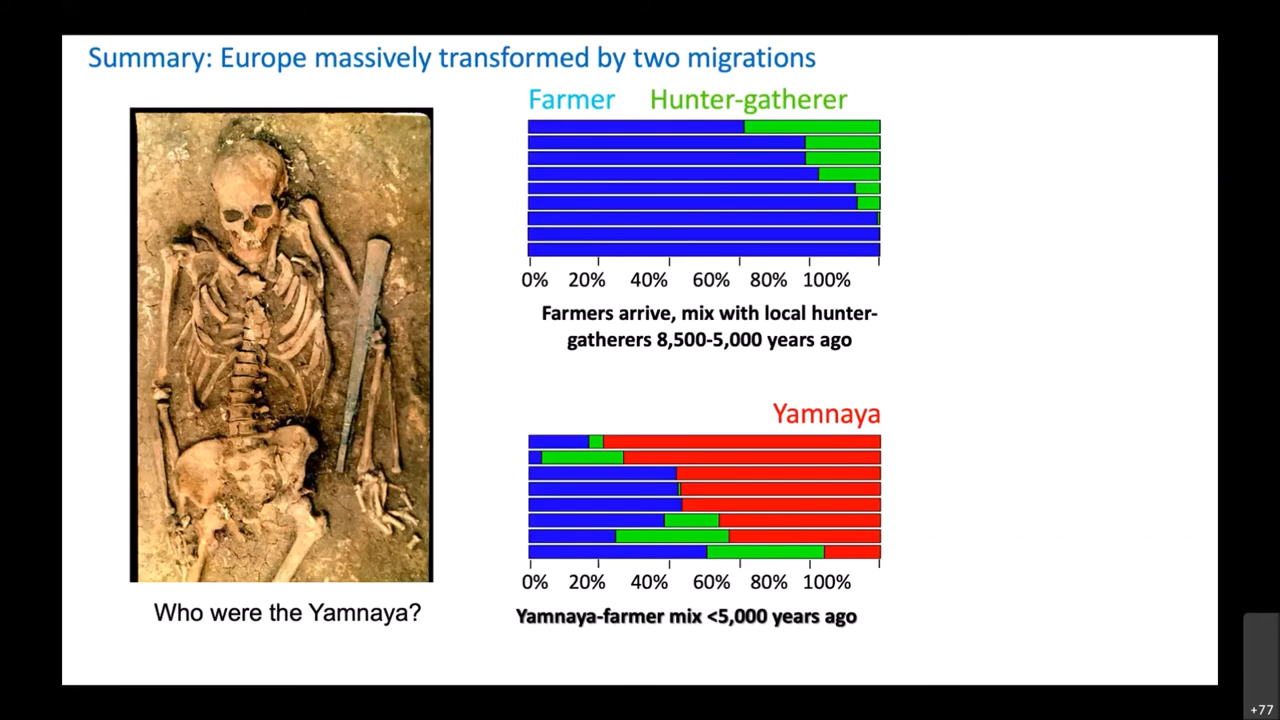 Summary: Europe massively transformed by two migrations
Farmer Hunter-gatherer
0% 20% 40% 60% 80% 100%
Farmers arrive, mix with local hunter-
gatherers 8,500-5,000 years ago
Yamnaya
0% 20% 40% 60% 80% 100%
Yamnaya-farmer mix <5,000 years ago
Who were the Yamnaya?
+77